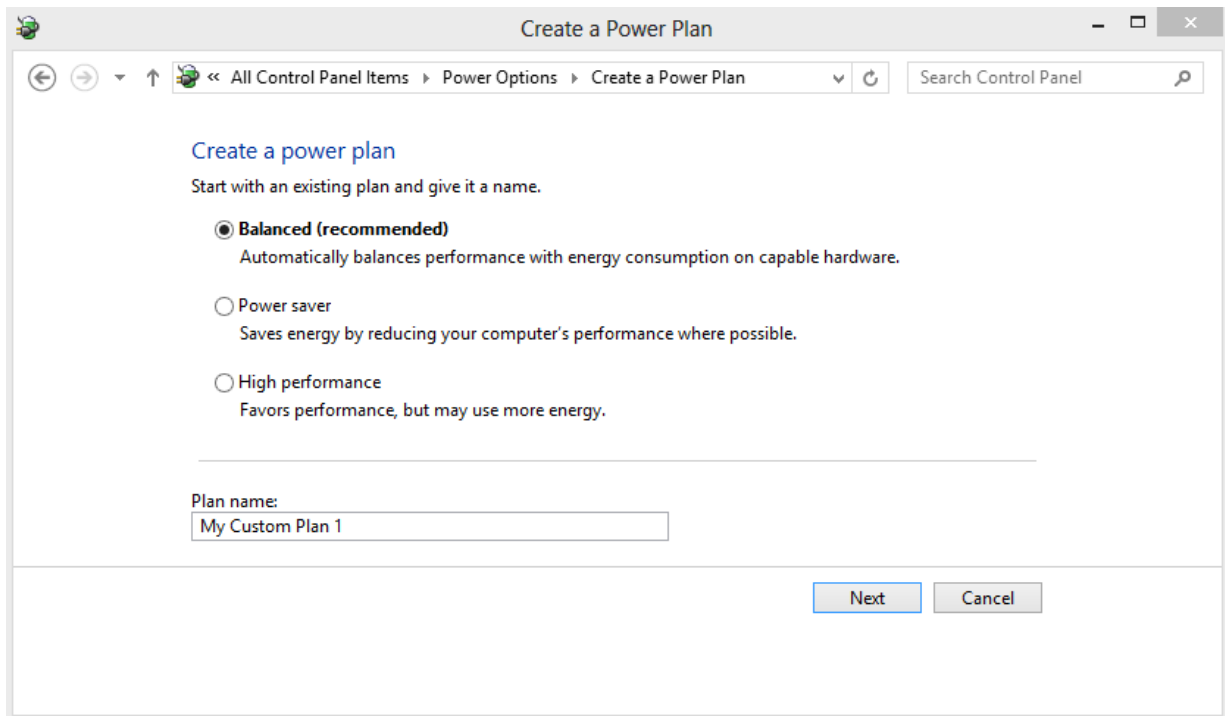 Create a Power Plan
« All Control Panel Items Power Options Create a Power Plan Search Control Panel
Create a power plan
Start with an existing plan and give it a name.
Balanced (recommended)
Automatically balances performance with energy consumption on capable hardware.
Power saver
Saves energy by reducing your computer's performance where possible.
High performance
Favors performance, but may use more energy.
Plan name:
My Custom Plan 1
Next Cancel